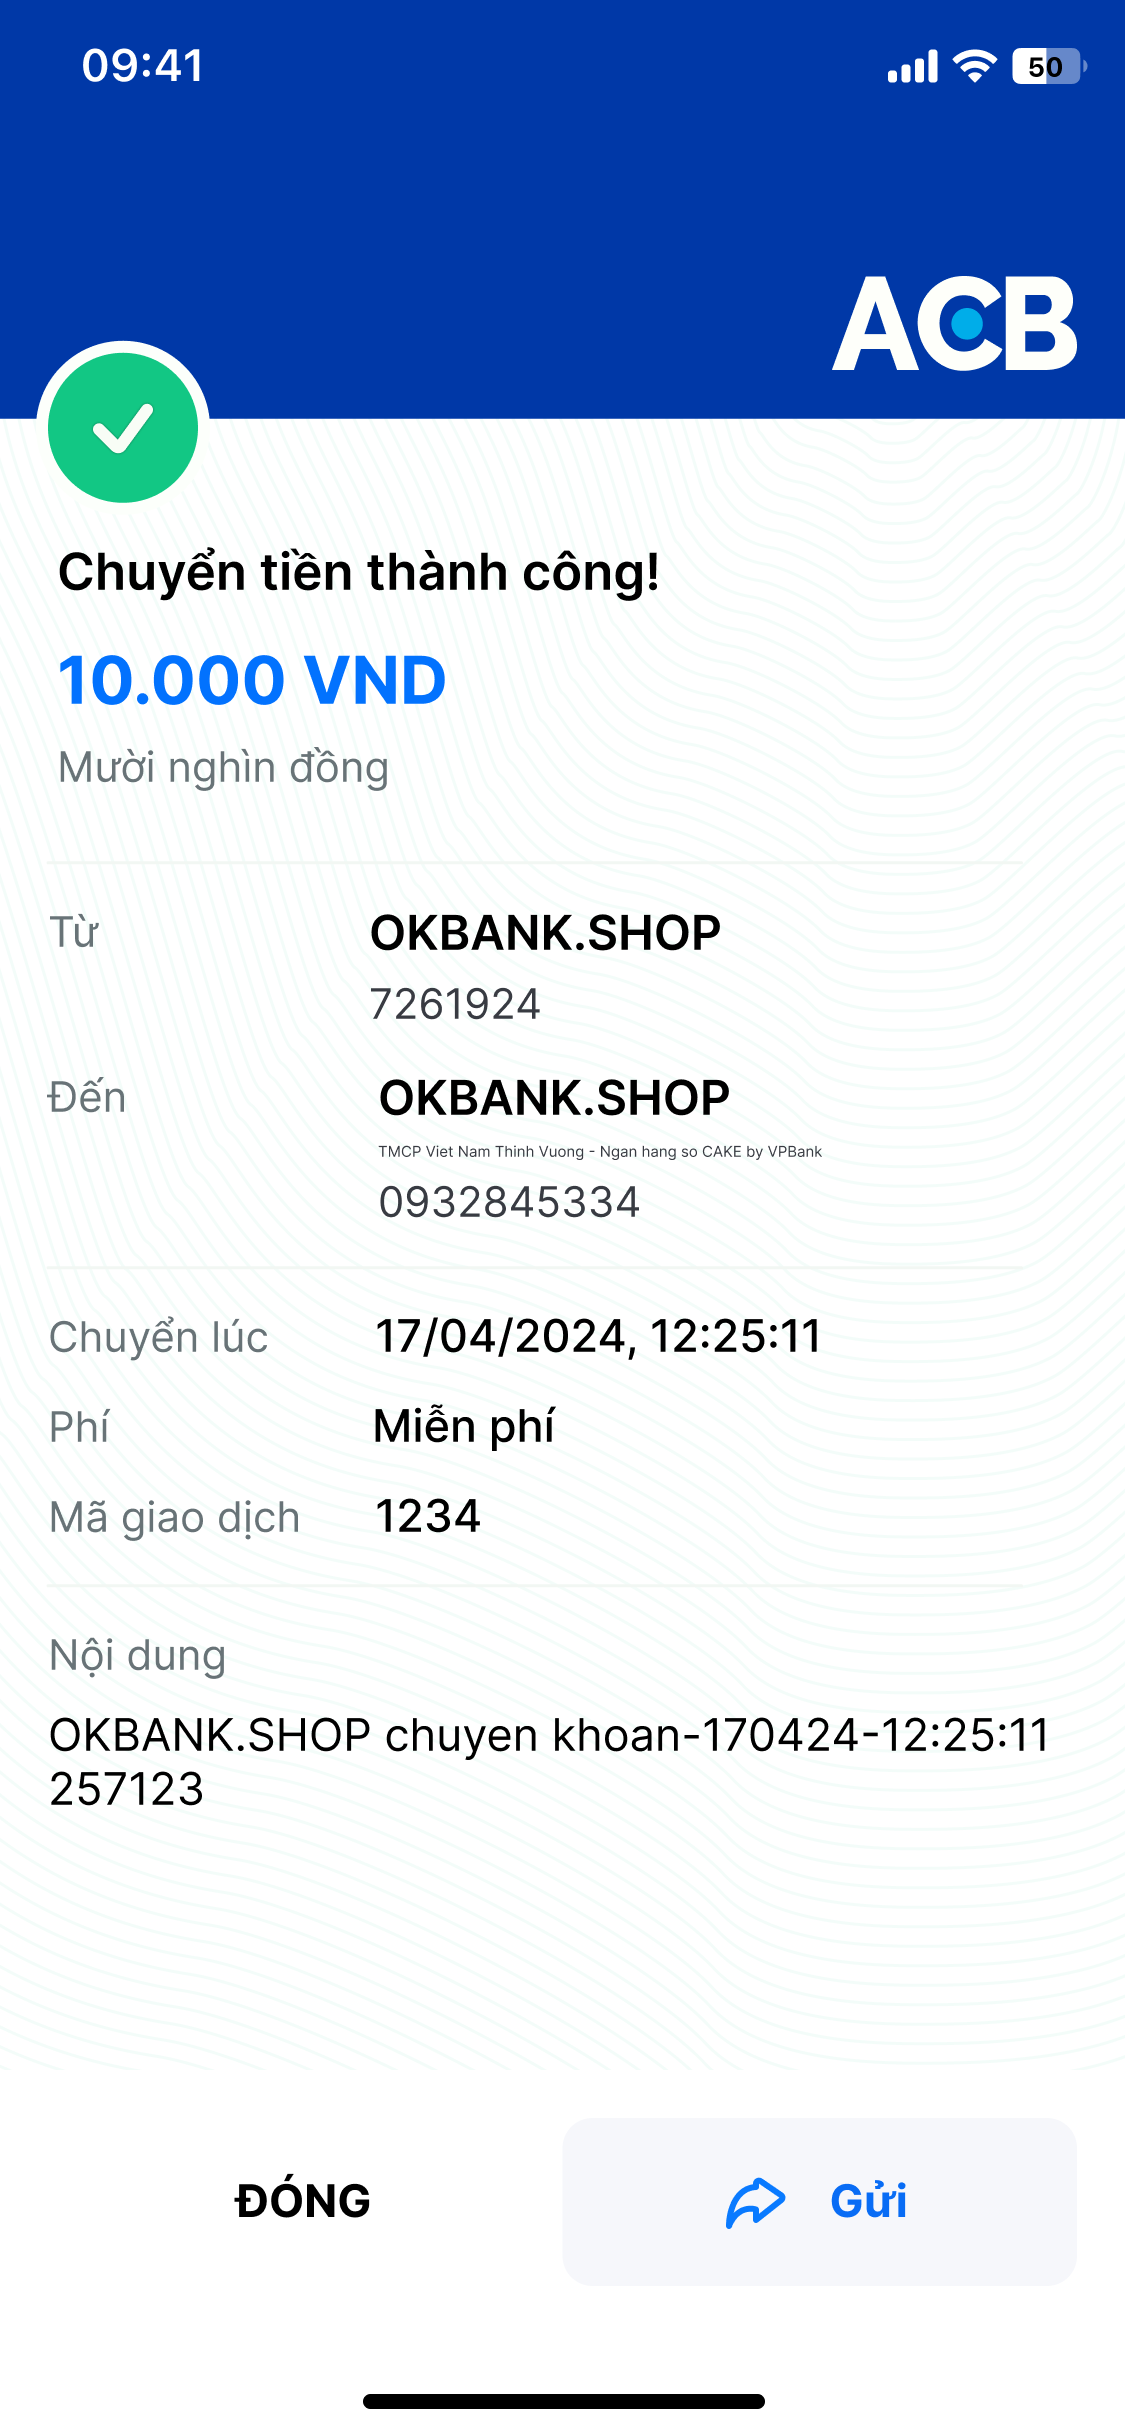 09:41
50
ACB
Chuyển tiền thành công!
10.000 VND
Mười nghìn đồng
Từ
OKBANK.SHOP
7261924
Đến
OKBANK.SHOP
TMCP Viet Nam Thinh Vuong - Ngan hang so CAKE by VPBank
0932845334
Chuyển lúc
17/04/2024, 12:25:11
Phí
Miễn phí
Mã giao dịch
1234
Nội dung
OKBANK.SHOP chuyen khoan-170424-12:25:11
257123
ĐÓNG
Gửi